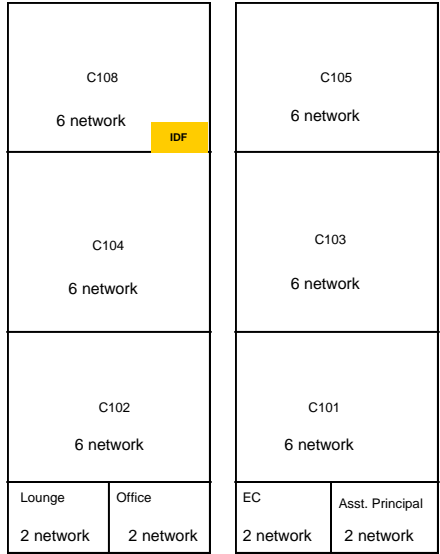 C108
6 network
IDF
C105
6 network
C104
6 network
C103
6 network
C102
6 network
C101
6 network
Lounge
2 network
Office
2 network
EC
2 network
Asst. Principal
2 network